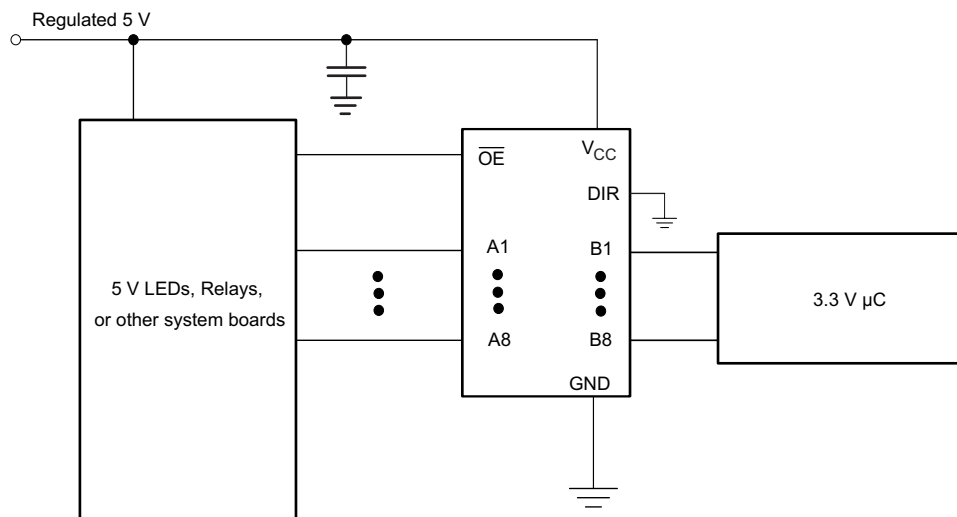 Regulated 5 V
OE
VCC
DIR
A1
B1
5 V LEDs, Relays,
or other system boards
3.3 V µC
A8
B8
GND